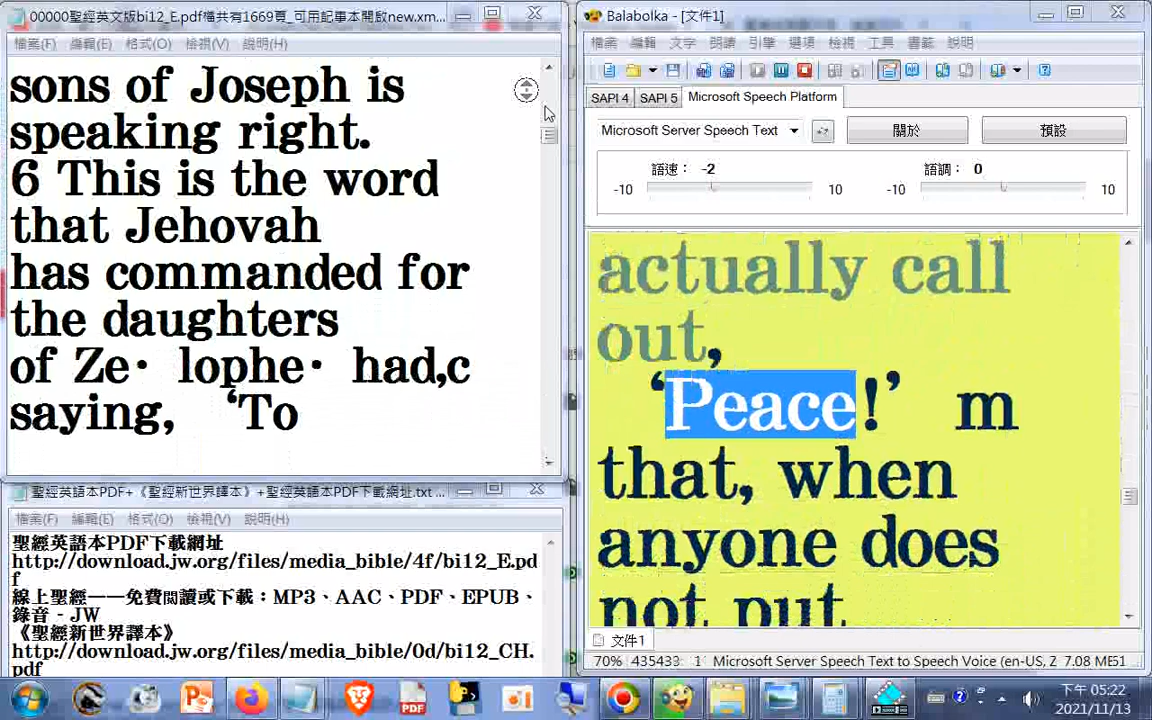 00000聖經英文版bi12_E.pdf檔共有1669頁_可用記事本開啟new.xm...
檔案(F) 編輯(E) 格式(O) 檢視(V) 說明(H)
sons of Joseph is
speaking right.
6 This is the word
that Jehovah
has commanded for
the daughters
of Ze· lophe· had,c
saying, ‘To
聖經英語本PDF+《聖經新世界譯本》+聖經英語本PDF下載網址.txt ...
檔案(F) 編輯(E) 格式(O) 檢視(V) 說明(H)
聖經英語本PDF下載網址
http://download.jw.org/files/media_bible/4f/bi12_E.pd
f
線上聖經——免費閱讀或下載：MP3、AAC、PDF、EPUB、
錄音 - JW
《聖經新世界譯本》
http://download.jw.org/files/media_bible/0d/bi12_CH.
pdf
Balabolka - [文件1]
檔案 編輯 文字 朗讀 引擎 選項 檢視 工具 書籤 說明
SAPI 4 SAPI 5 Microsoft Speech Platform
Microsoft Server Speech Text 關於 預設
語速： -2 語調： 0
-10 10 -10 10
actually call
out,
‘Peace!’ m
that, when
anyone does
not put
文件1
70% 435433 Microsoft Server Speech Text to Speech Voice (en-US, 7.08 ME51
PDF
下午 05:22
2021/11/13